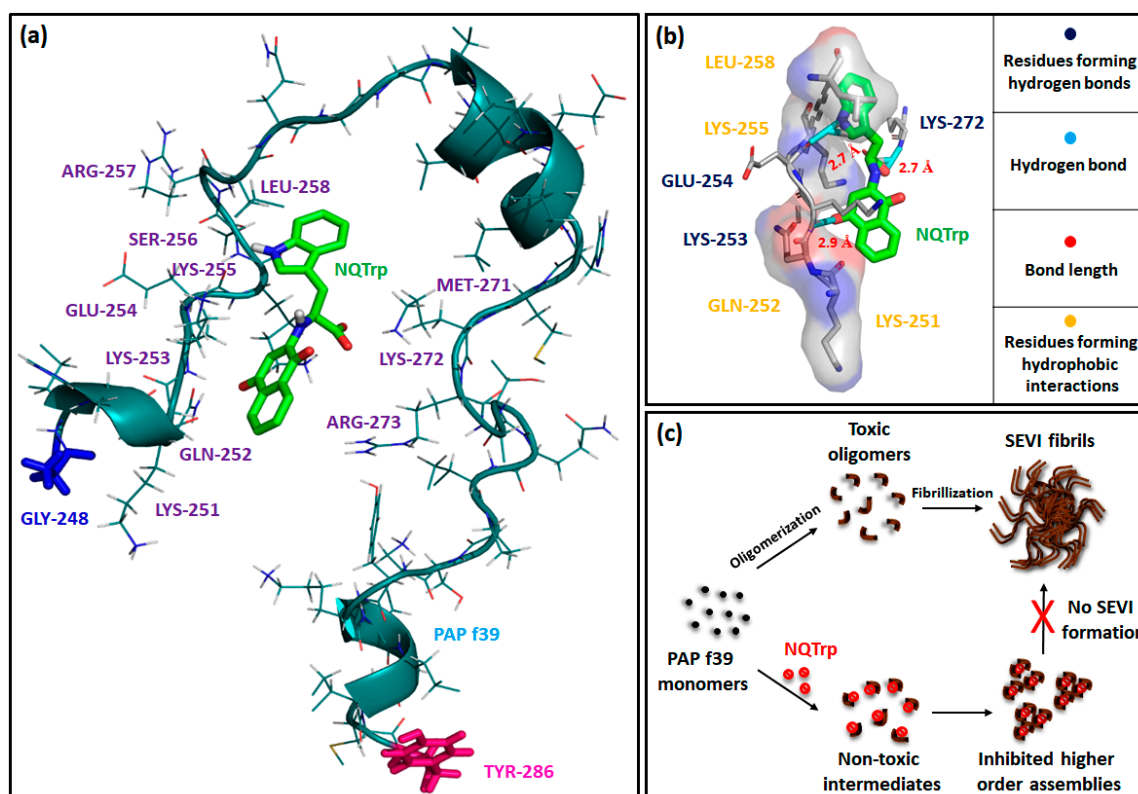 (a)
ARG-257
LEU-258
SER-256
LYS-255
NQTrp
GLU-254
MET-271
LYS-253
LYS-272
ARG-273
GLN-252
LYS-251
GLY-248
PAP f39
TYR-286
(b)
LEU-258
LYS-255
LYS-272
2.7 Å
2.7 Å
GLU-254
LYS-253
NQTrp
2.9 Å
GLN-252
LYS-251
Residues forming
hydrogen bonds
Hydrogen
bond
Bond length
Residues forming
hydrophobic
interactions
(c)
Toxic
oligomers
SEVI fibrils
Fibrillization
Oligomerization
X
No SEVI
formation
PAP f39
monomers
NQTrp
Non-toxic
intermediates
Inhibited higher
order assemblies